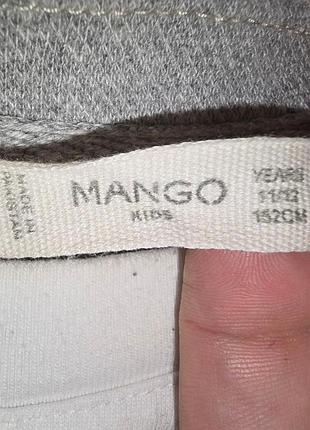 MADE IN
PAKISTAN
MANGO
KIDS
YEARS
11/12
152CM